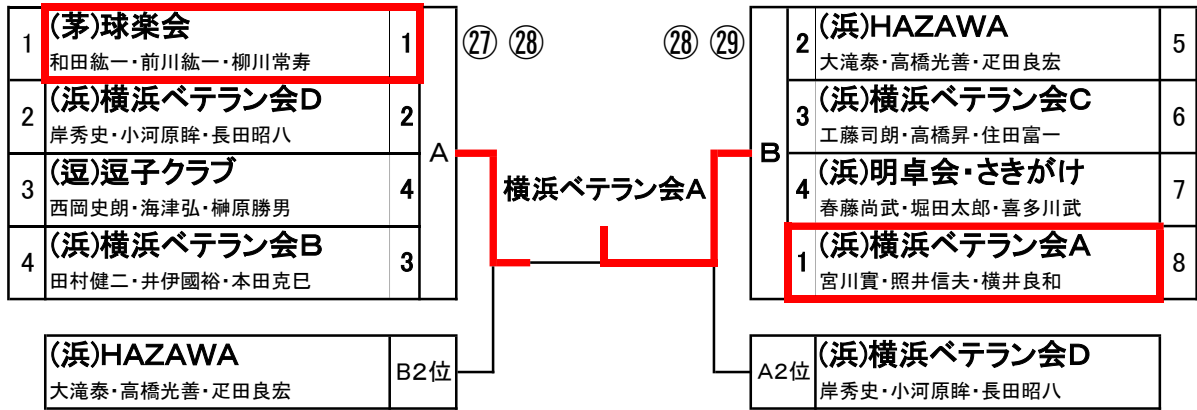 1 (茅)球楽会 1
和田紘一・前川紘一・柳川常寿
2 (浜)横浜ベテラン会D 2
岸秀史・小河原眸・長田昭八
3 (逗)逗子クラブ 4
西岡史朗・海津弘・榊原勝男
4 (浜)横浜ベテラン会B 3
田村健二・井伊國裕・本田克巳
A
㉗ ㉘
横浜ベテラン会A
㉘ ㉙
B
2 (浜)HAZAWA 5
大滝泰・高橋光善・疋田良宏
3 (浜)横浜ベテラン会C 6
工藤司朗・高橋昇・住田富一
4 (浜)明卓会・さきがけ 7
春藤尚武・堀田太郎・喜多川武
1 (浜)横浜ベテラン会A 8
宮川實・照井信夫・横井良和
(浜)HAZAWA B2位
大滝泰・高橋光善・疋田良宏
A2位 (浜)横浜ベテラン会D
岸秀史・小河原眸・長田昭八